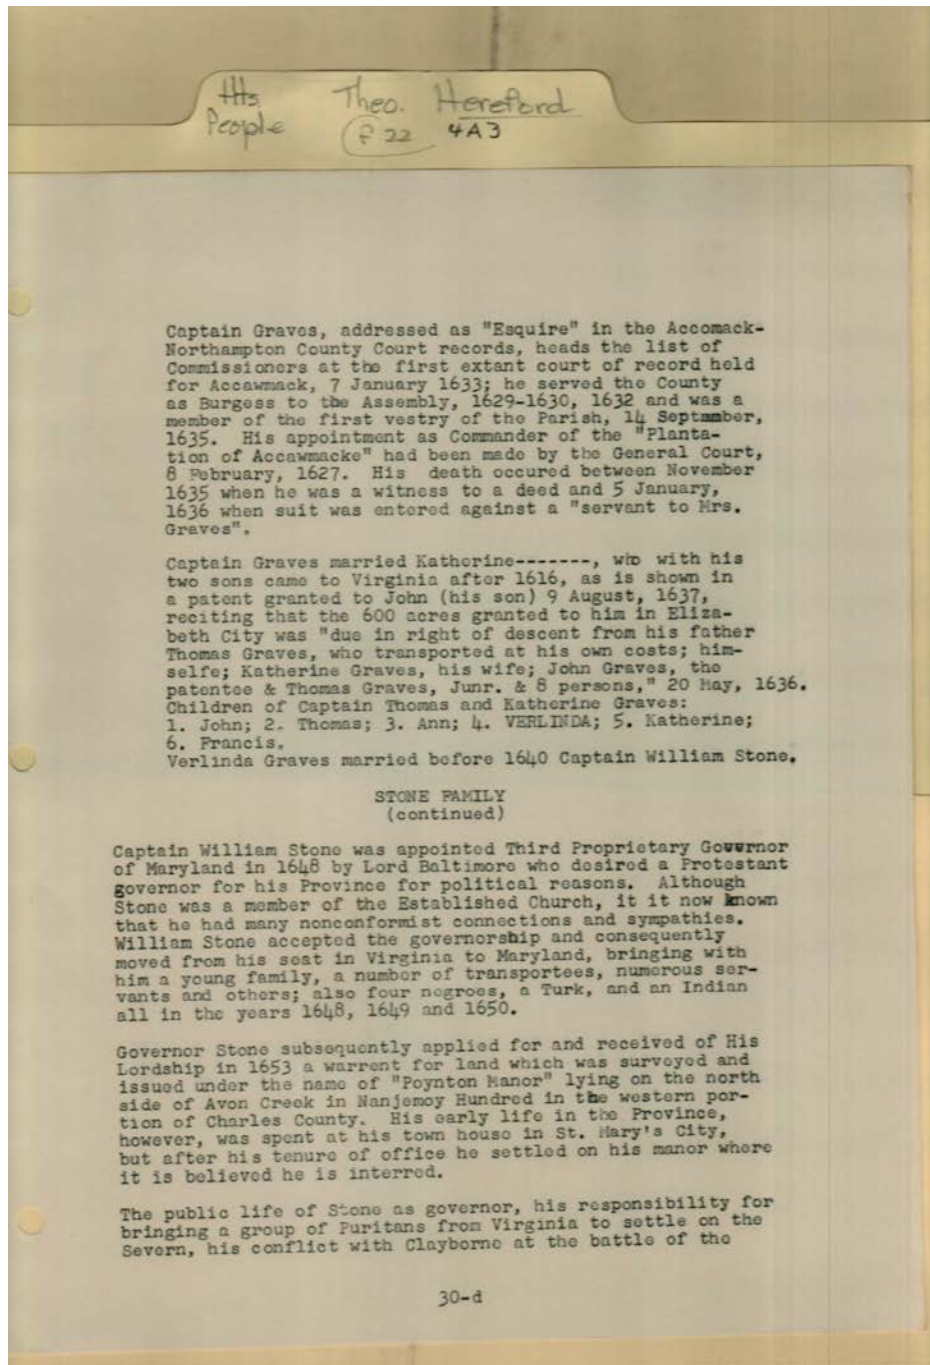 His Theo. Hereford
People P 22 4A3
Captain Graves, addressed as "Esquire" in the Accomack-
Northampton County Court records, heads the list of
Commissioners at the first extant court of record held
for Accawmack, 7 January 1633; he served the County
as Burgess to the Assembly, 1629-1630, 1632 and was a
member of the first vestry of the Parish, 14 September,
1635. His appointment as Commander of the "Planta-
tion of Accawmacke" had been made by the General Court,
8 February, 1627. His death occured between November
1635 when he was a witness to a deed and 5 January,
1636 when suit was entered against a "servant to Mrs.
Graves".
Captain Graves married Katherine-------, who with his
two sons came to Virginia after 1616, as is shown in
a patent granted to John (his son) 9 August, 1637,
reciting that the 600 acres granted to him in Eliza-
beth City was "due in right of descent from his father
Thomas Graves, who transported at his own costs; him-
selfe; Katherine Graves, his wife; John Graves, the
patentee & Thomas Graves, Junr. & 8 persons," 20 May, 1636.
Children of Captain Thomas and Katherine Graves:
1. John; 2. Thomas; 3. Ann; 4. VERLINDA; 5. Katherine;
6. Francis.
Verlinda Graves married before 1640 Captain William Stone.
STONE FAMILY
(continued)
Captain William Stone was appointed Third Proprietary Governor
of Maryland in 1648 by Lord Baltimore who desired a Protestant
governor for his Province for political reasons. Although
Stone was a member of the Established Church, it it now known
that he had many nonconformist connections and sympathies.
William Stone accepted the governorship and consequently
moved from his seat in Virginia to Maryland, bringing with
him a young family, a number of transportees, numerous ser-
vants and others; also four negroes, a Turk, and an Indian
all in the years 1648, 1649 and 1650.
Governor Stone subsequently applied for and received of His
Lordship in 1653 a warrent for land which was surveyed and
issued under the name of "Poynton Manor" lying on the north
side of Avon Creek in Nanjemoy Hundred in the western por-
tion of Charles County. His early life in the Province,
however, was spent at his town house in St. Mary's City,
but after his tenure of office he settled on his manor where
it is believed he is interred.
The public life of Stone as governor, his responsibility for
bringing a group of Puritans from Virginia to settle on the
Severn, his conflict with Clayborne at the battle of the
30-d